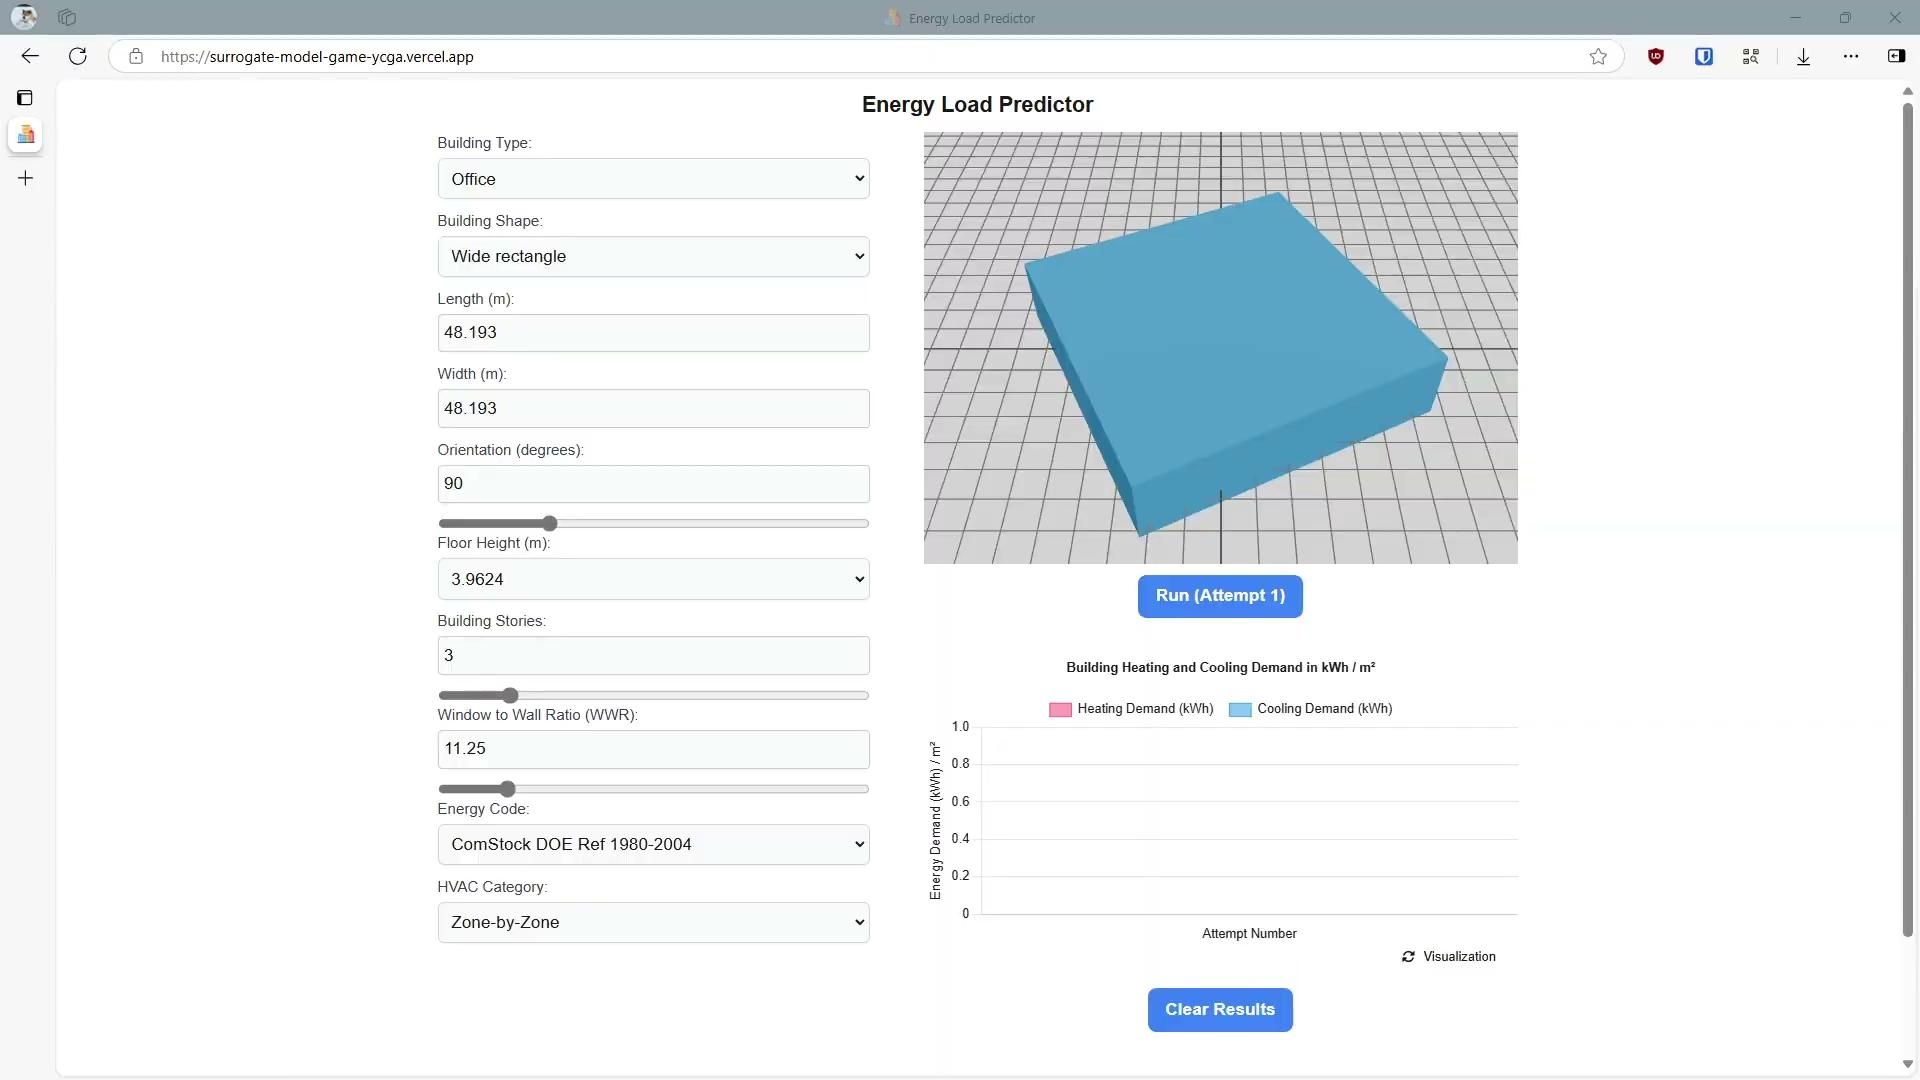 Energy Load Predictor
https://surrogate-model-game-ycga.vercel.app
Energy Load Predictor
Building Type:
Office
Building Shape:
Wide rectangle
Length (m):
48.193
Width (m):
48.193
Orientation (degrees):
90
Floor Height (m):
3.9624
Building Stories:
3
Window to Wall Ratio (WWR):
11.25
Energy Code:
ComStock DOE Ref 1980-2004
HVAC Category:
Zone-by-Zone
Run (Attempt 1)
Building Heating and Cooling Demand in kWh / m²
Heating Demand (kWh) Cooling Demand (kWh)
Energy Demand (kWh) / m²
1.0
0.8
0.6
0.4
0.2
0
Attempt Number
Visualization
Clear Results